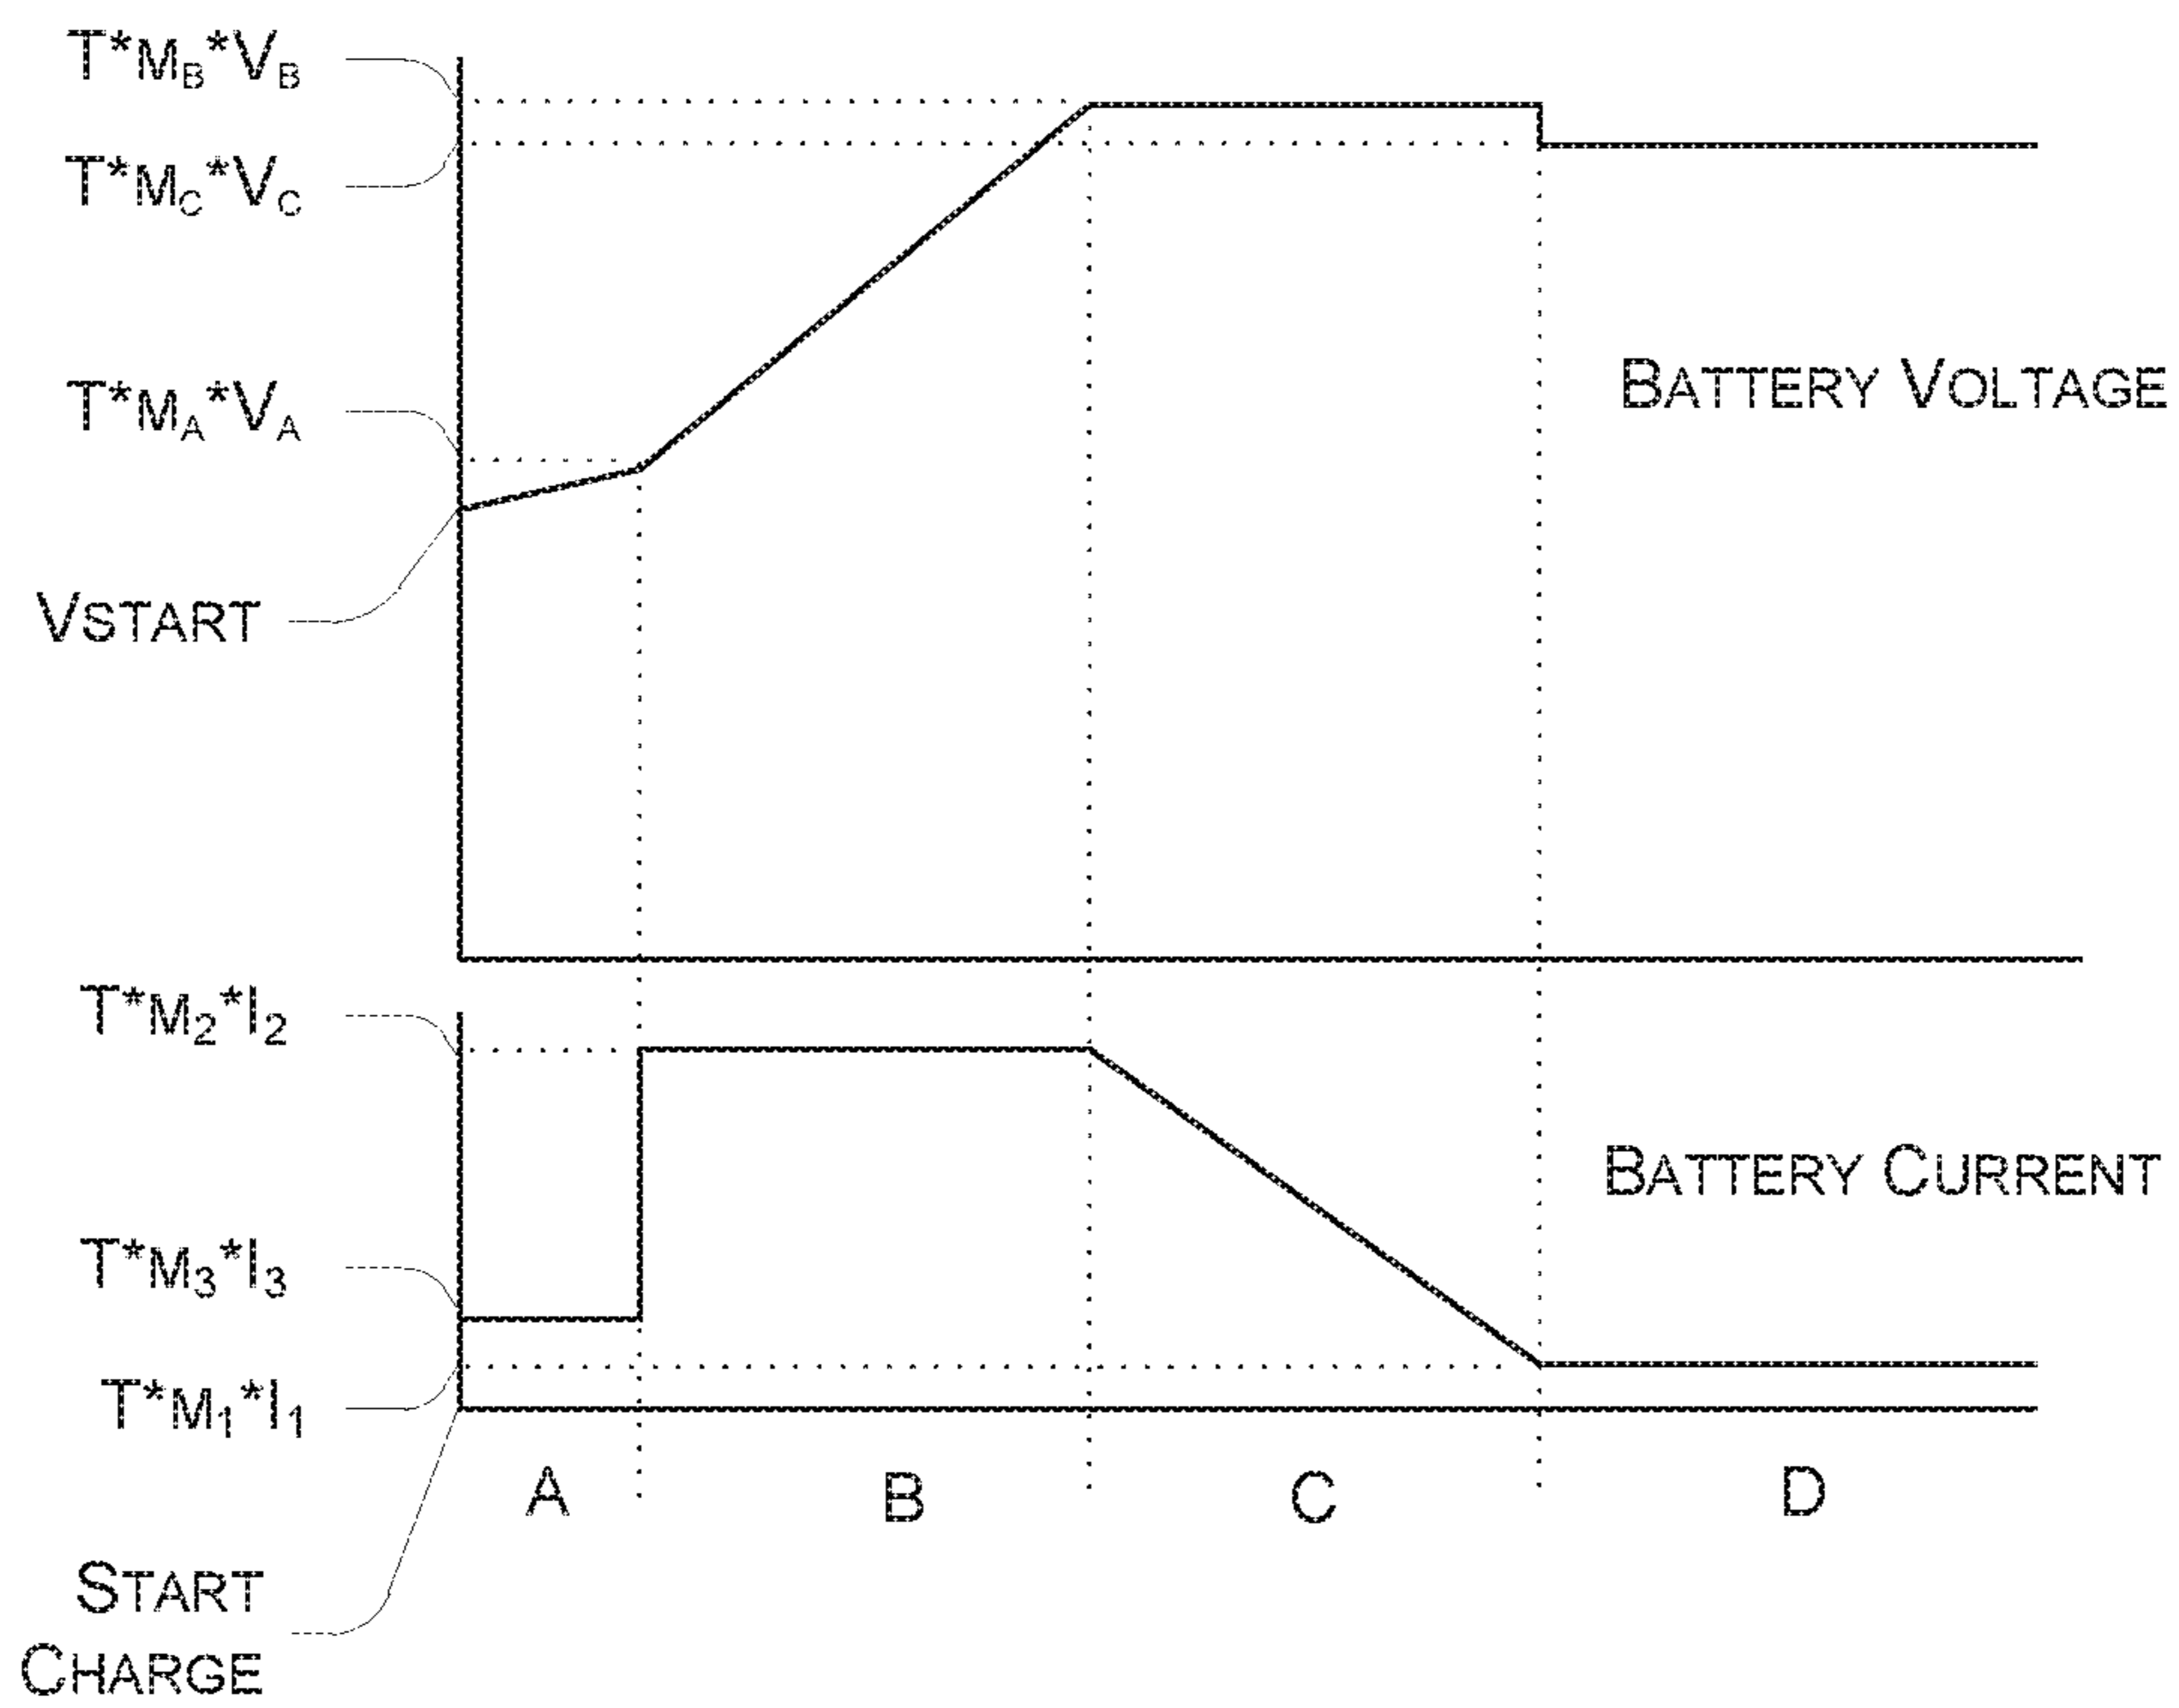 T*MB*VB
T*MC*VC
T*MA*VA
BATTERY VOLTAGE
VSTART
T*M2*I2
BATTERY CURRENT
T*M3*I3
T*M1*I1
A B C D
START
CHARGE